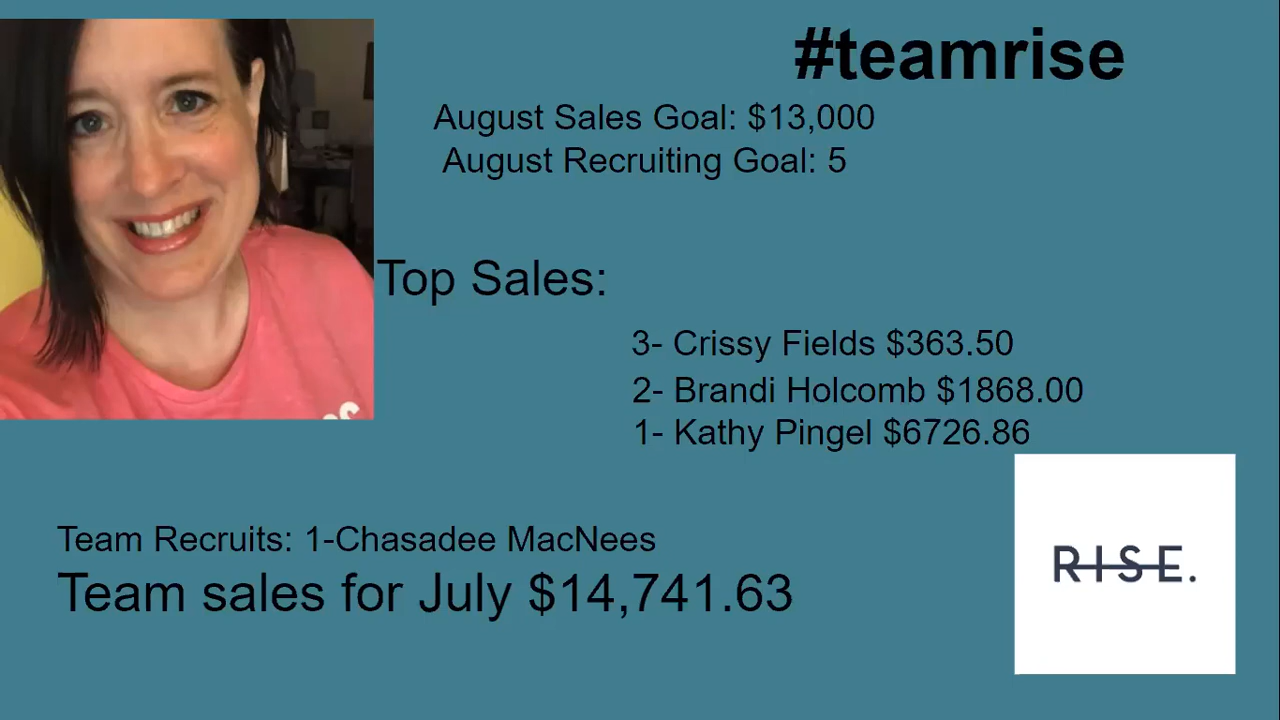 #teamrise
August Sales Goal: $13,000
August Recruiting Goal: 5
Top Sales:
3- Crissy Fields $363.50
2- Brandi Holcomb $1868.00
1- Kathy Pingel $6726.86
Team Recruits: 1-Chasadee MacNees
Team sales for July $14,741.63
RISE.